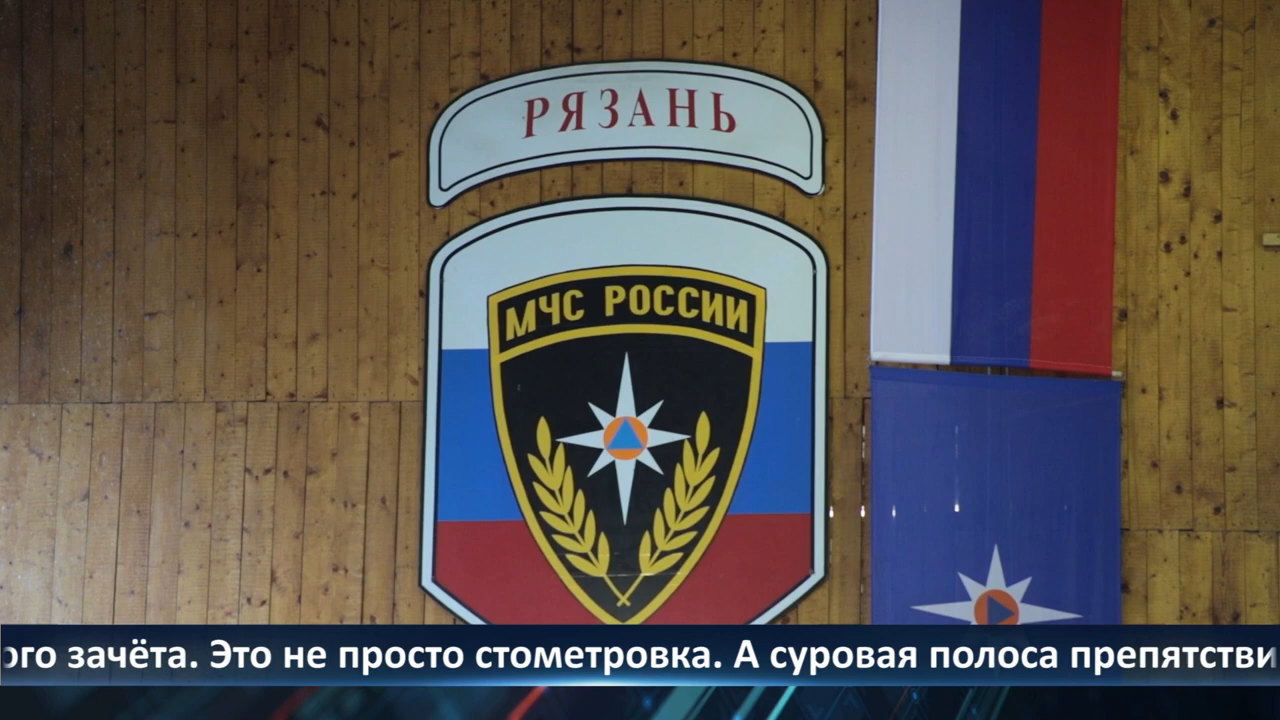 РЯЗАНЬ
МЧС РОССИИ
ого зачёта. Это не просто стометровка. А суровая полоса препятстви